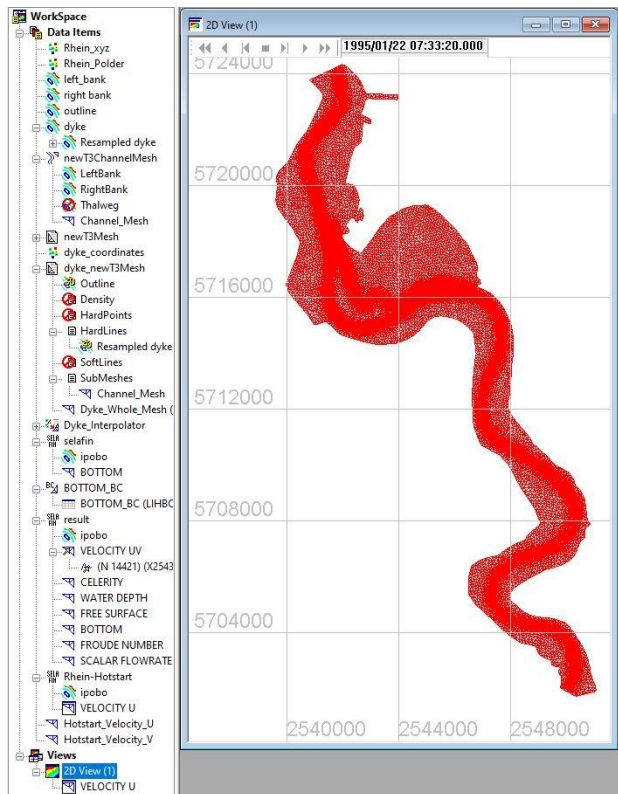 WorkSpace
Data Items
Rhein_xyz
Rhein_Polder
left_bank
right bank
outline
dyke
Resampled dyke
newT3ChannelMesh
LeftBank
RightBank
Thalweg
Channel_Mesh
newT3Mesh
dyke_coordinates
dyke_newT3Mesh
Outline
Density
HardPoints
HardLines
Resampled dyke
SoftLines
SubMeshes
Channel_Mesh
Dyke_Whole_Mesh (
Dyke_Interpolator
selafin
ipobo
BOTTOM
BOTTOM_BC
BOTTOM_BC (LIHBC
result
ipobo
VELOCITY UV
(N 14421) (X2543
CELERITY
WATER DEPTH
FREE SURFACE
BOTTOM
FROUDE NUMBER
SCALAR FLOWRATE
Rhein-Hotstart
ipobo
VELOCITY U
Hotstart_Velocity_U
Hotstart_Velocity_V
Views
2D View (1)
VELOCITY U
2D View (1)
1995/01/22 07:33:20.000
5724000
5720000
5716000
5712000
5708000
5704000
2540000 2544000 2548000